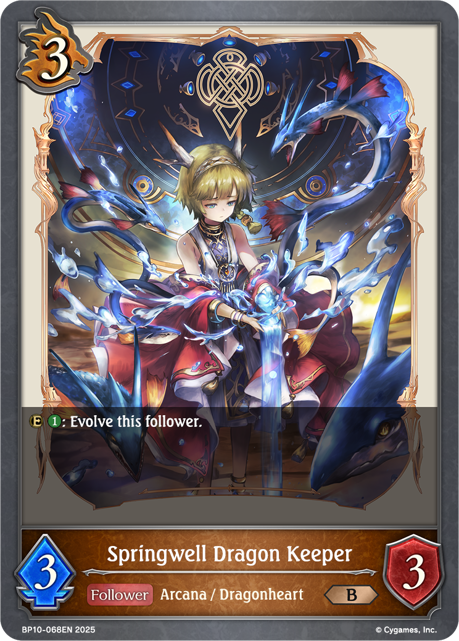 3
E 1: Evolve this follower.
Springwell Dragon Keeper
3
Follower Arcana / Dragonheart B
3
BP10-068EN 2025 © Cygames, Inc.